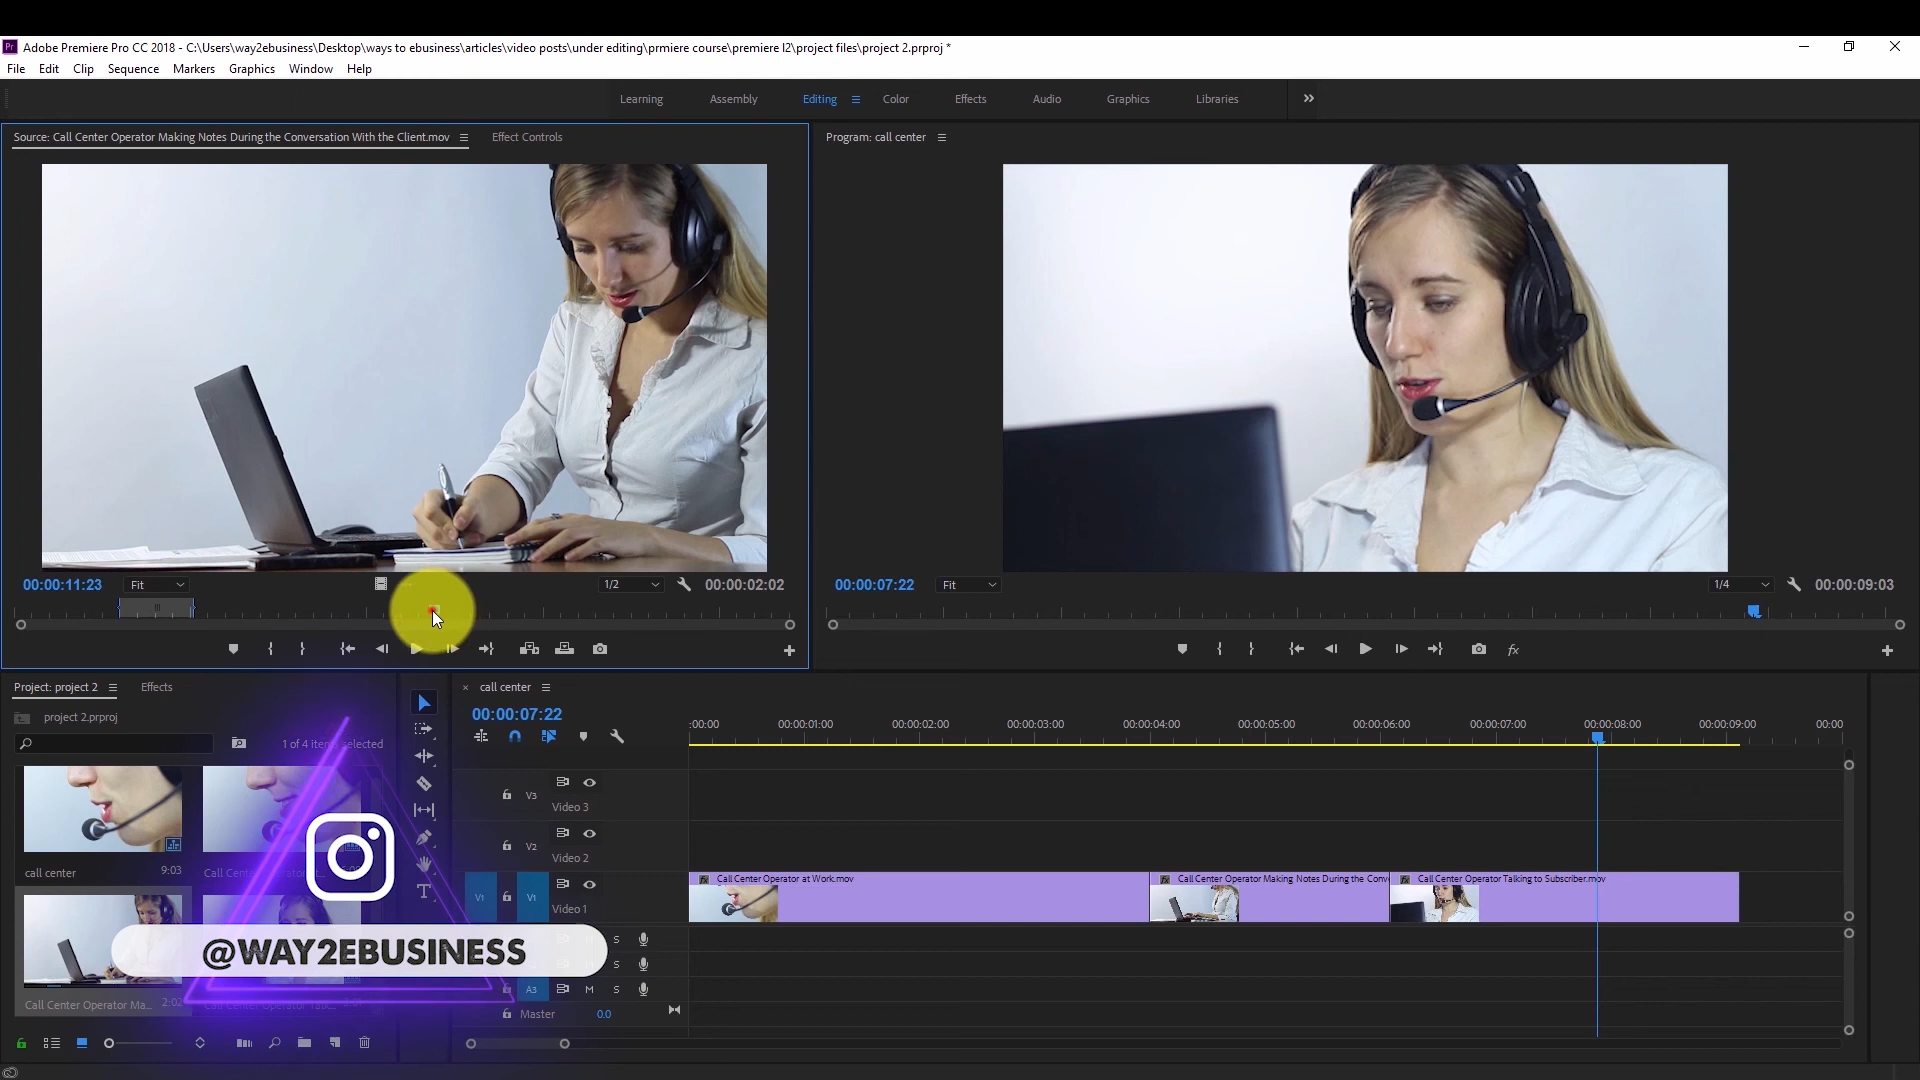 Pr Adobe Premiere Pro CC 2018 - C:\Users\way2ebusiness\Desktop\ways to ebusiness\articles\video posts\under editing\prmiere course\premiere l2\project files\project 2.prproj *
File Edit Clip Sequence Markers Graphics Window Help
Learning Assembly Editing Color Effects Audio Graphics Libraries
Source: Call Center Operator Making Notes During the Conversation With the Client.mov Effect Controls
Program: call center
00:00:11:23 Fit 1/2 00:00:02:02
00:00:07:22 Fit 1/4 00:00:09:03
fx
Project: project 2 Effects
call center
project 2.prproj
00:00:07:22
:00:00 00:00:01:00 00:00:02:00 00:00:03:00 00:00:04:00 00:00:05:00 00:00:06:00 00:00:07:00 00:00:08:00 00:00:09:00 00:00
1 of 4 items selected
V3
Video 3
V2
Video 2
call center 9:03
V1 V1
Video 1
Call Center Operator at Work.mov
Call Center Operator Making Notes During the Conv
Call Center Operator Talking to Subscriber.mov
@WAY2EBUSINESS
S
S
A3 M S
Call Center Operator Ma... 2:02
Master 0.0